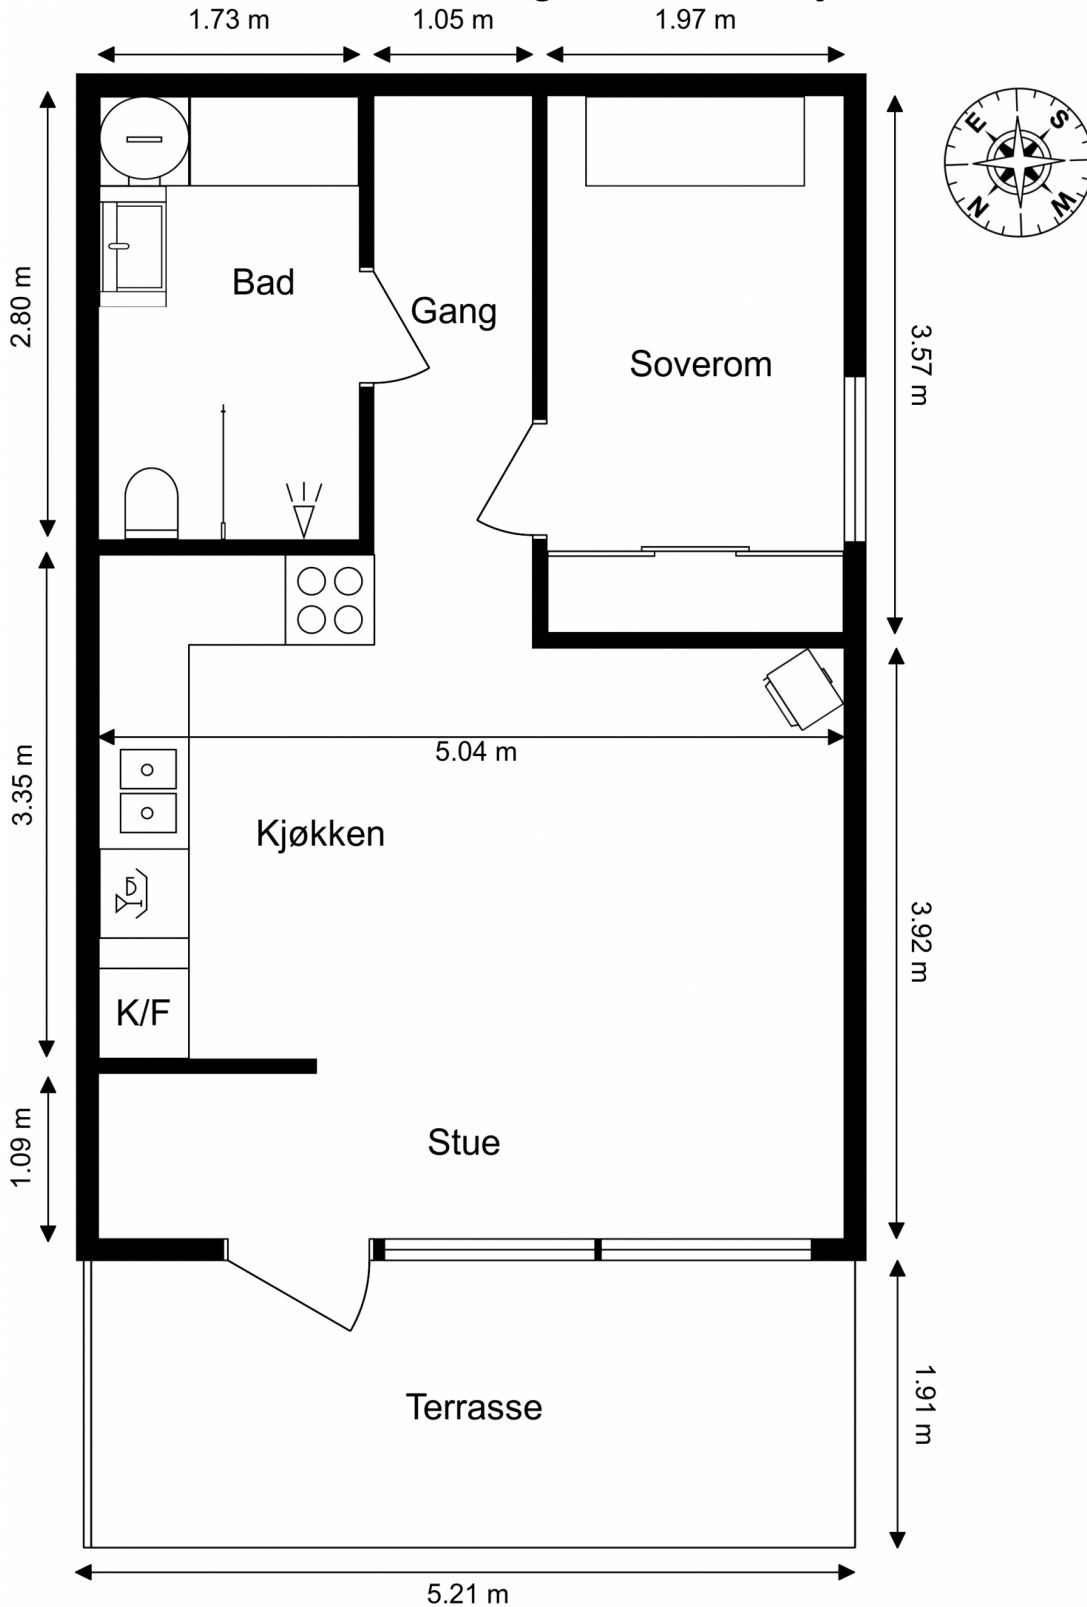 1.73 m
1.05 m
1.97 m
E
S
N
W
Bad
Gang
2.80 m
Soverom
3.57 m
5.04 m
3.35 m
Kjøkken
3.92 m
K/F
Stue
1.09 m
Terrasse
1.91 m
5.21 m